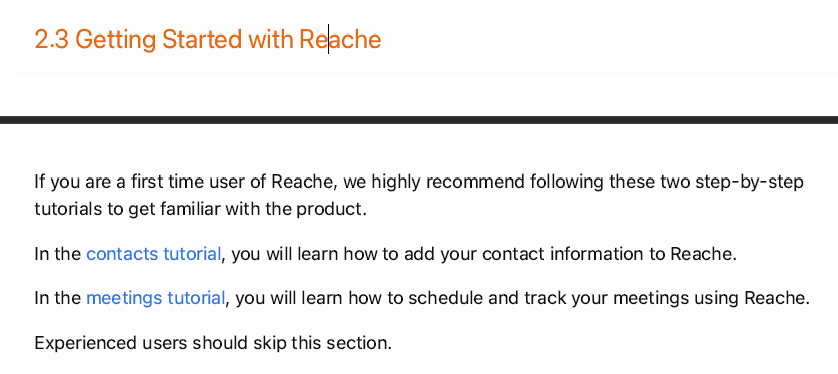 2.3 Getting Started with Reache
If you are a first time user of Reache, we highly recommend following these two step-by-step
tutorials to get familiar with the product.
In the contacts tutorial, you will learn how to add your contact information to Reache.
In the meetings tutorial, you will learn how to schedule and track your meetings using Reache.
Experienced users should skip this section.